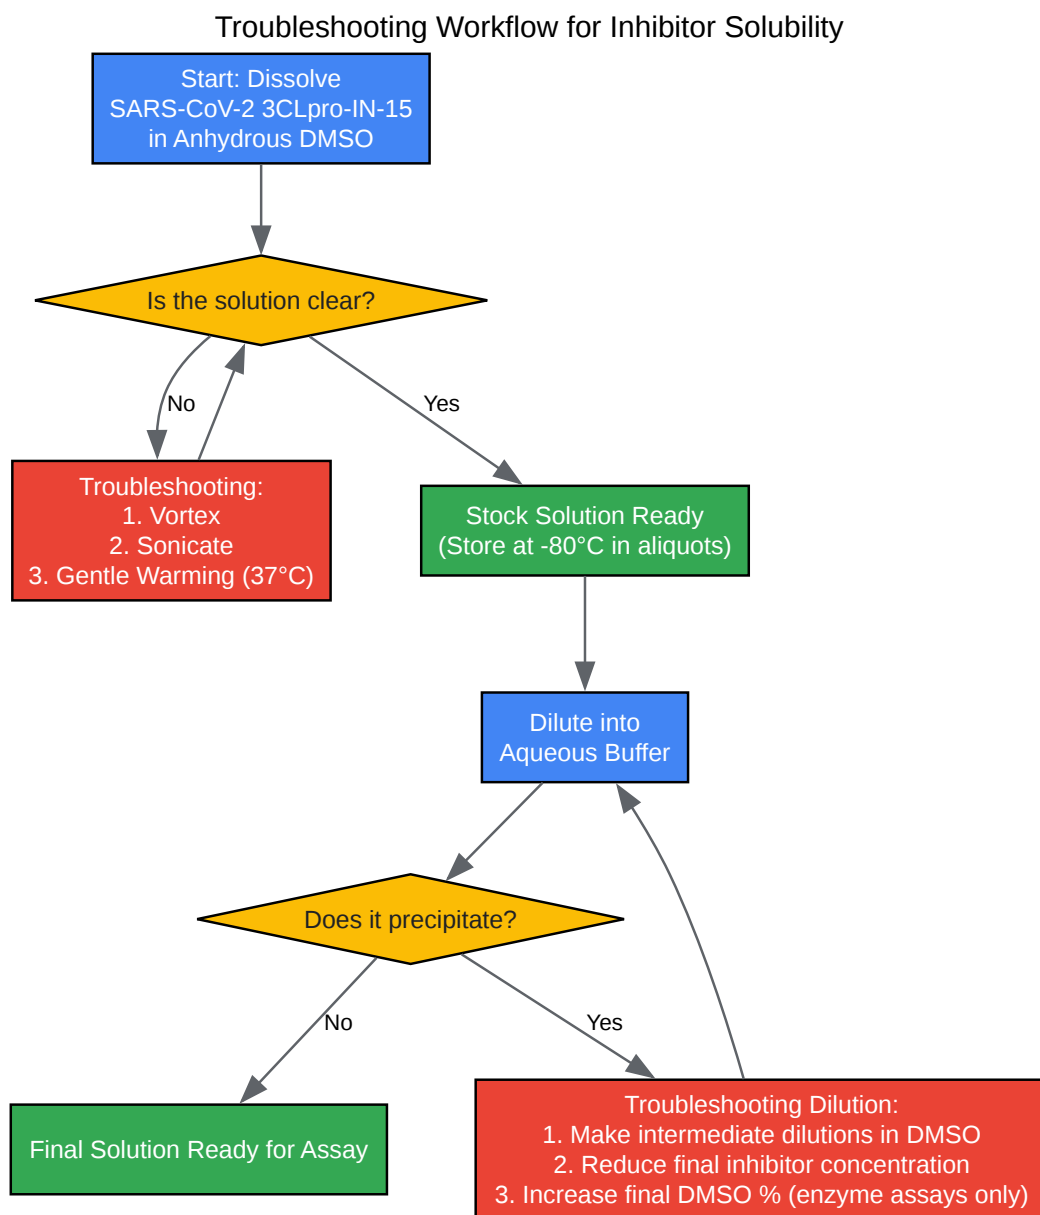 Troubleshooting Workflow for Inhibitor Solubility
Start: Dissolve
SARS-CoV-2 3CLpro-IN-15
in Anhydrous DMSO
Is the solution clear?
No
Yes
Troubleshooting:
1. Vortex
2. Sonicate
3. Gentle Warming (37°C)
Stock Solution Ready
(Store at -80°C in aliquots)
Dilute into
Aqueous Buffer
Does it precipitate?
No
Yes
Final Solution Ready for Assay
Troubleshooting Dilution:
1. Make intermediate dilutions in DMSO
2. Reduce final inhibitor concentration
3. Increase final DMSO % (enzyme assays only)